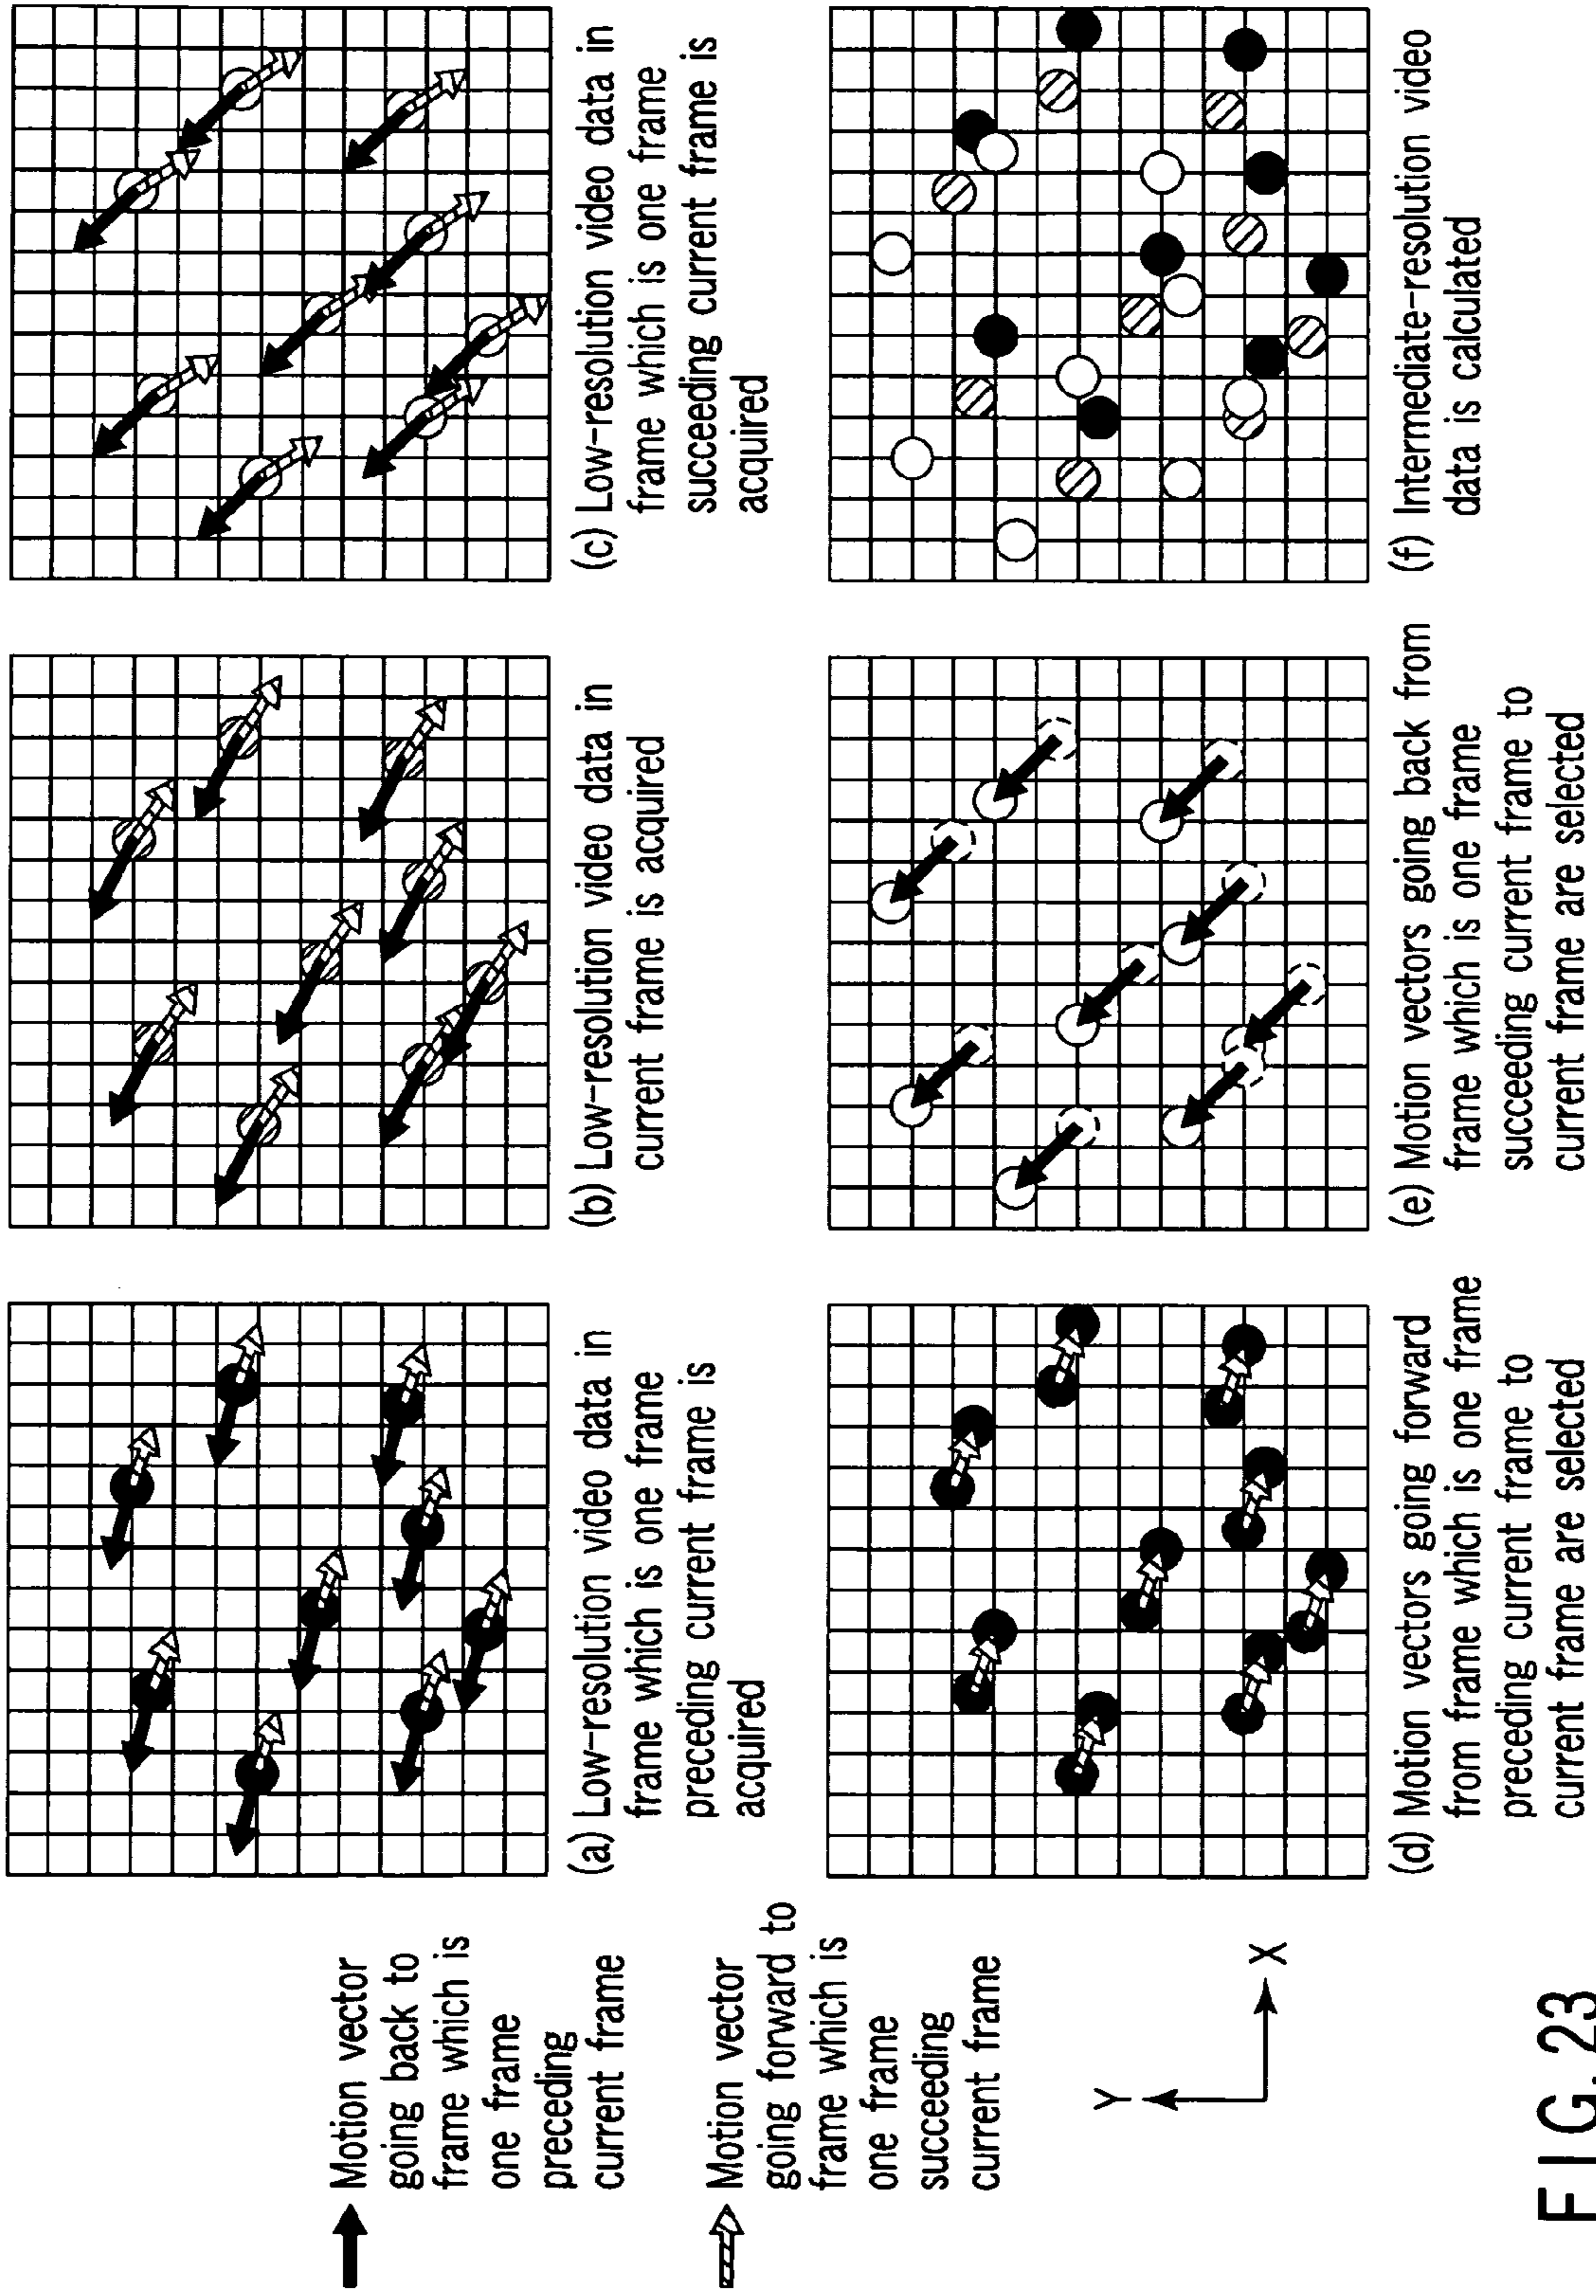 Motion vector
going back to
frame which is
one frame
preceding
current frame
Motion vector
going forward to
frame which is
one frame
succeeding
current frame
Y
X
(a) Low-resolution video data in
frame which is one frame
preceding current frame is
acquired
(b) Low-resolution video data in
current frame is acquired
(c) Low-resolution video data in
frame which is one frame
succeeding current frame is
acquired
(d) Motion vectors going forward
from frame which is one frame
preceding current frame to
current frame are selected
(e) Motion vectors going back from
frame which is one frame
succeeding current frame to
current frame are selected
(f) Intermediate-resolution video
data is calculated
FIG. 23